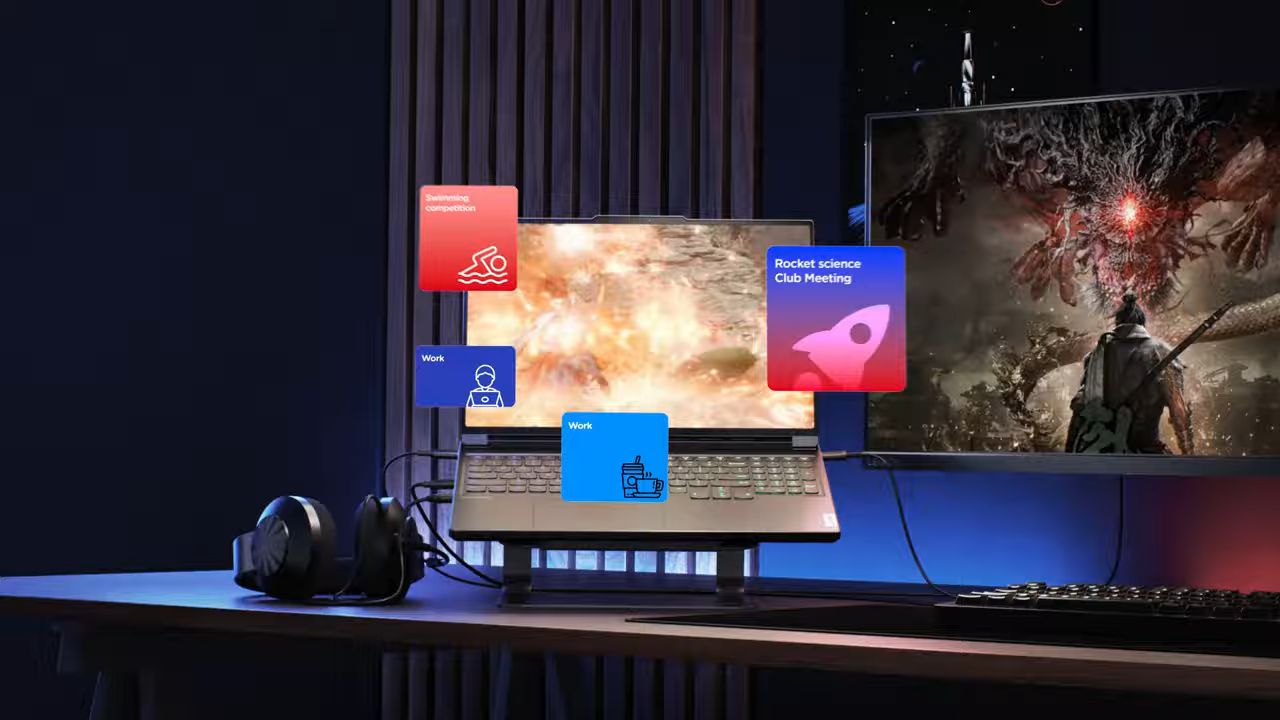 Swimming
competition
Rocket science
Club Meeting
Work
Work